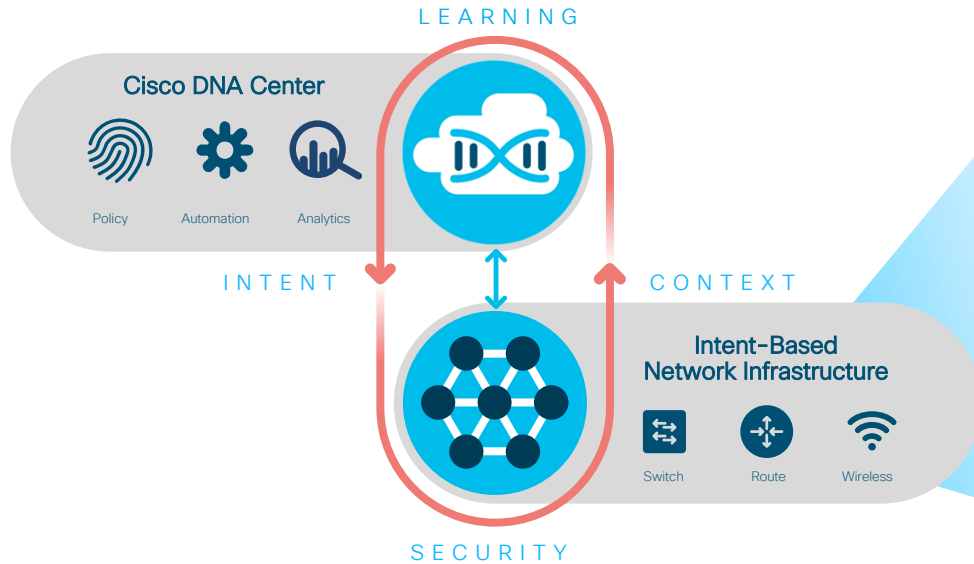 LEARNING
Cisco DNA Center
Policy
Automation
Analytics
INTENT
CONTEXT
Intent-Based
Network Infrastructure
Switch
Route
Wireless
SECURITY